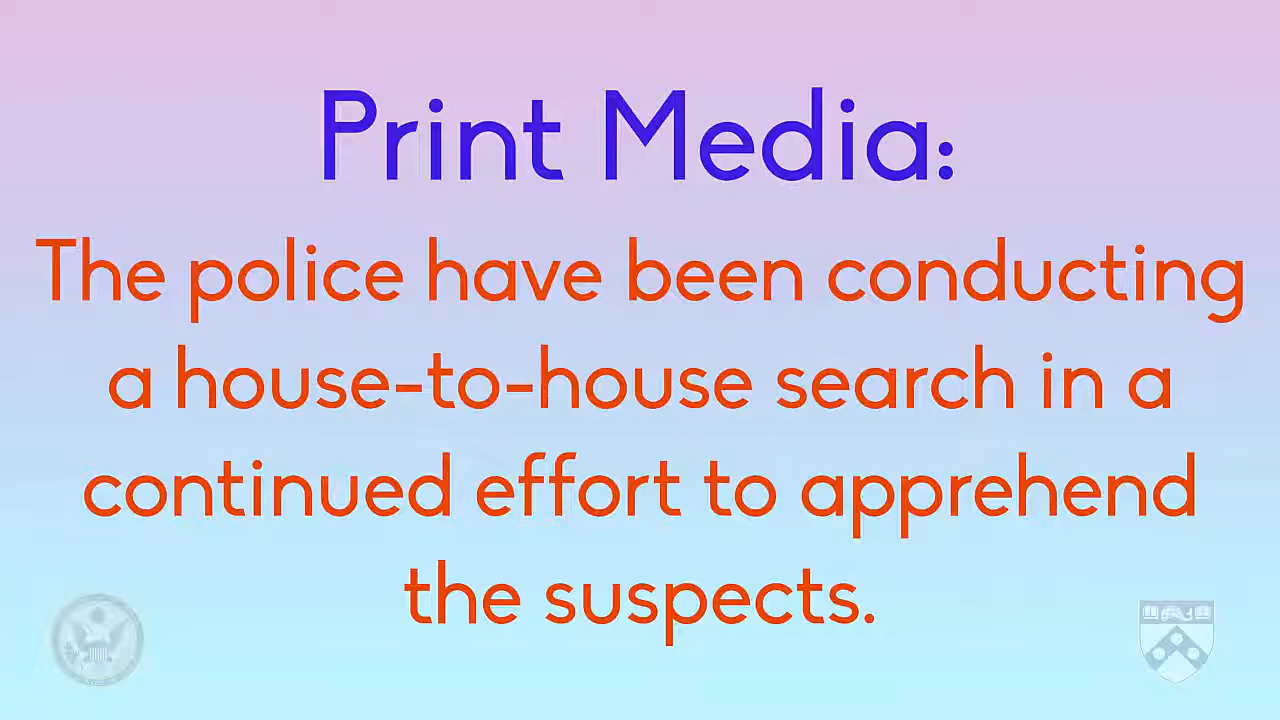 Print Media:
The police have been conducting
a house-to-house search in a
continued effort to apprehend
the suspects.